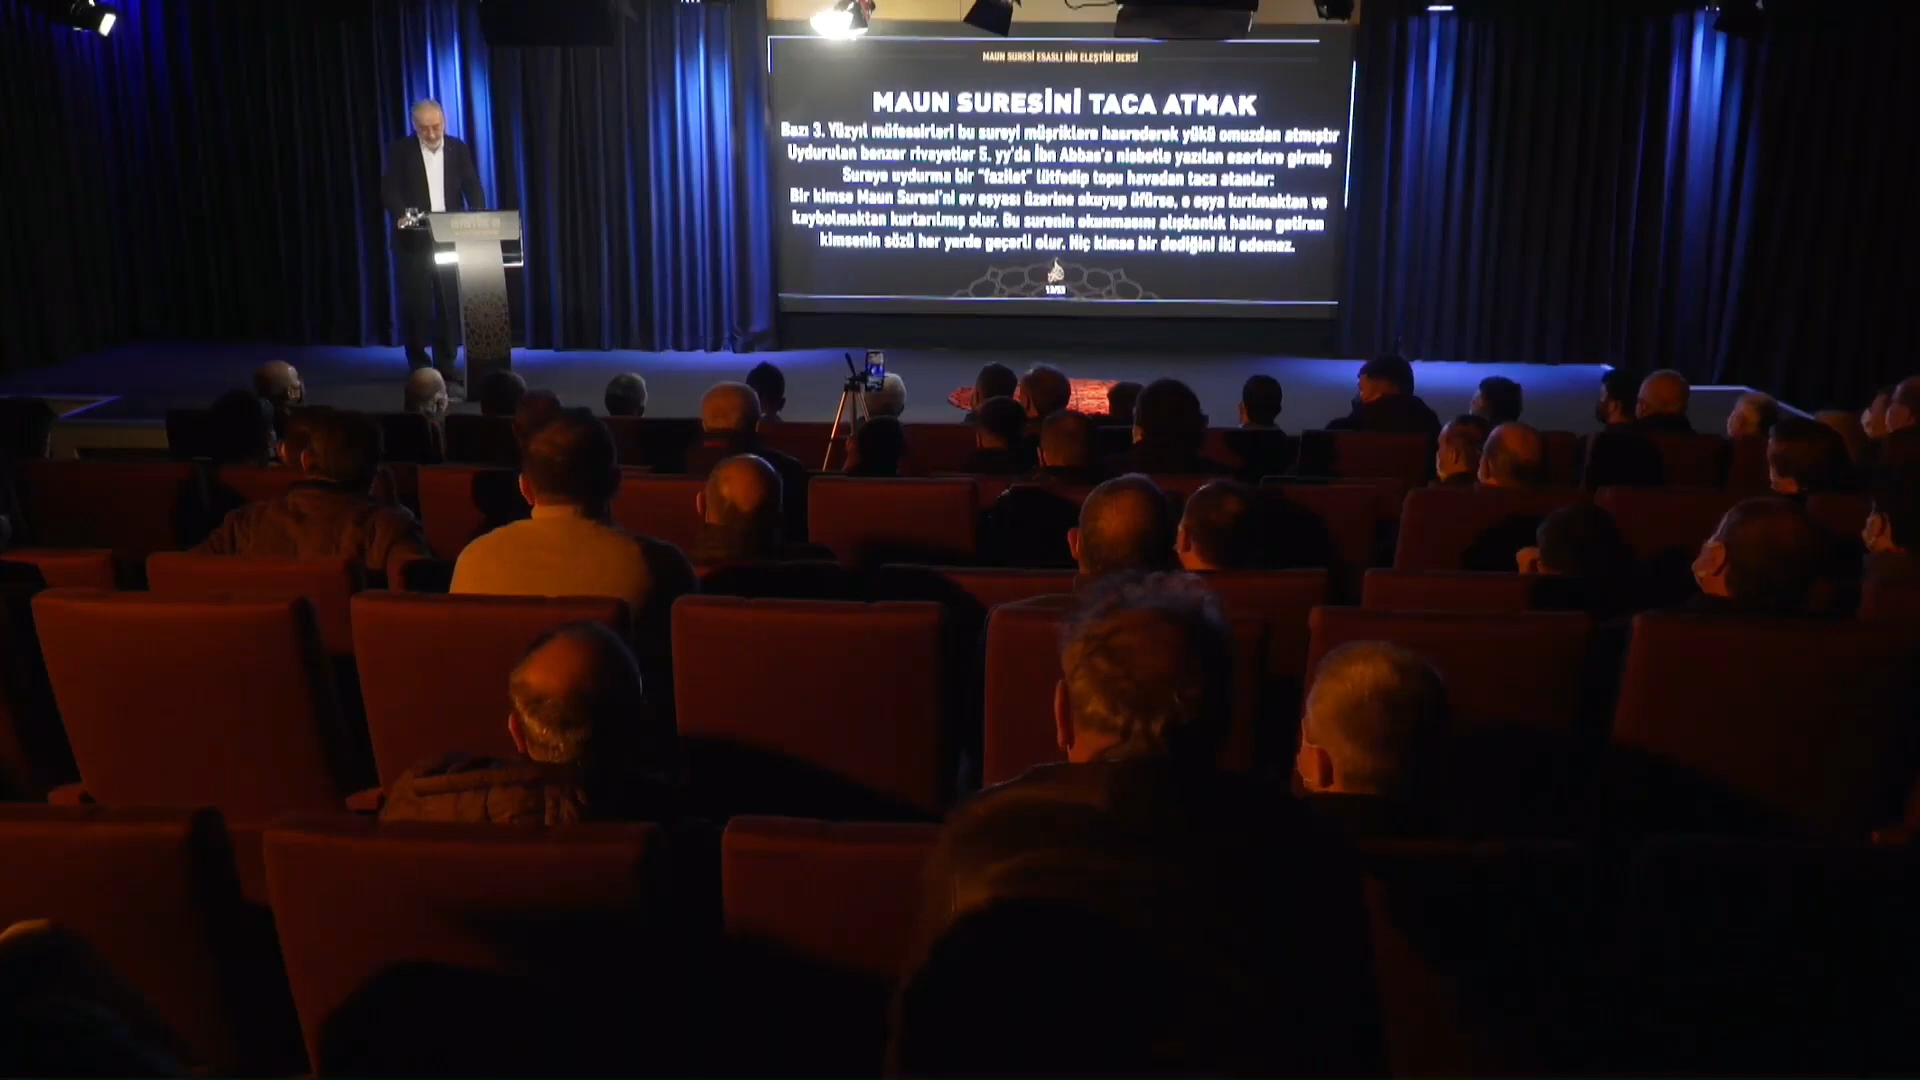 MAUN SURESİ ESASLI BİR ELEŞTİRİ DERSİ
MAUN SURESİNİ TACA ATMAK
Bazı 3. Yüzyıl müfessirleri bu sureyi müşriklere hasrederek yükü omuzdan atmıştır
Uydurulan benzer rivayetler 5. yy'da İbn Abbas'a nisbetle yazılan eserlere girmiş
Sureye uydurma bir "fazilet" lütfedip topu havadan taca atanlar:
Bir kimse Maun Suresi'ni ev eşyası üzerine okuyup üfürse, o eşya kırılmaktan ve
kaybolmaktan kurtarılmış olur. Bu surenin okunmasını alışkanlık haline getiren
kimsenin sözü her yerde geçerli olur. Hiç kimse bir dediğini iki edemez.